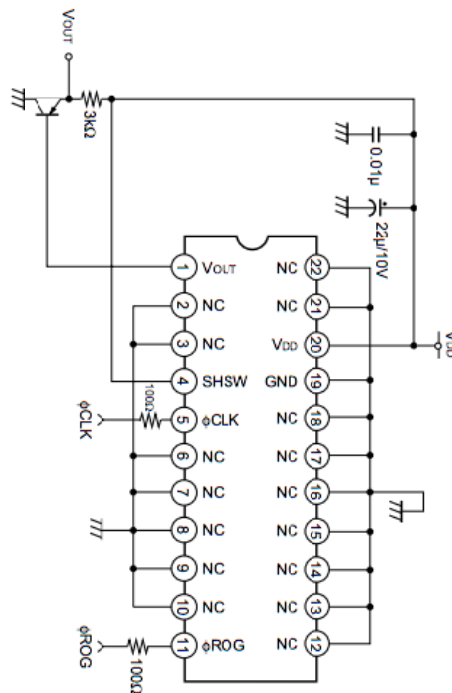 VOUT
3kΩ
0.01μ
22μ/10V
VDD
1 VOLT
2 NC
3 NC
4 SHSW
5 ϕCLK
6 NC
7 NC
8 NC
9 NC
10 NC
11 ϕROG
NC 22
NC 21
VDD 20
GND 19
NC 18
NC 17
NC 16
NC 15
NC 14
NC 13
NC 12
100Ω
ϕCLK
ϕROG
100Ω